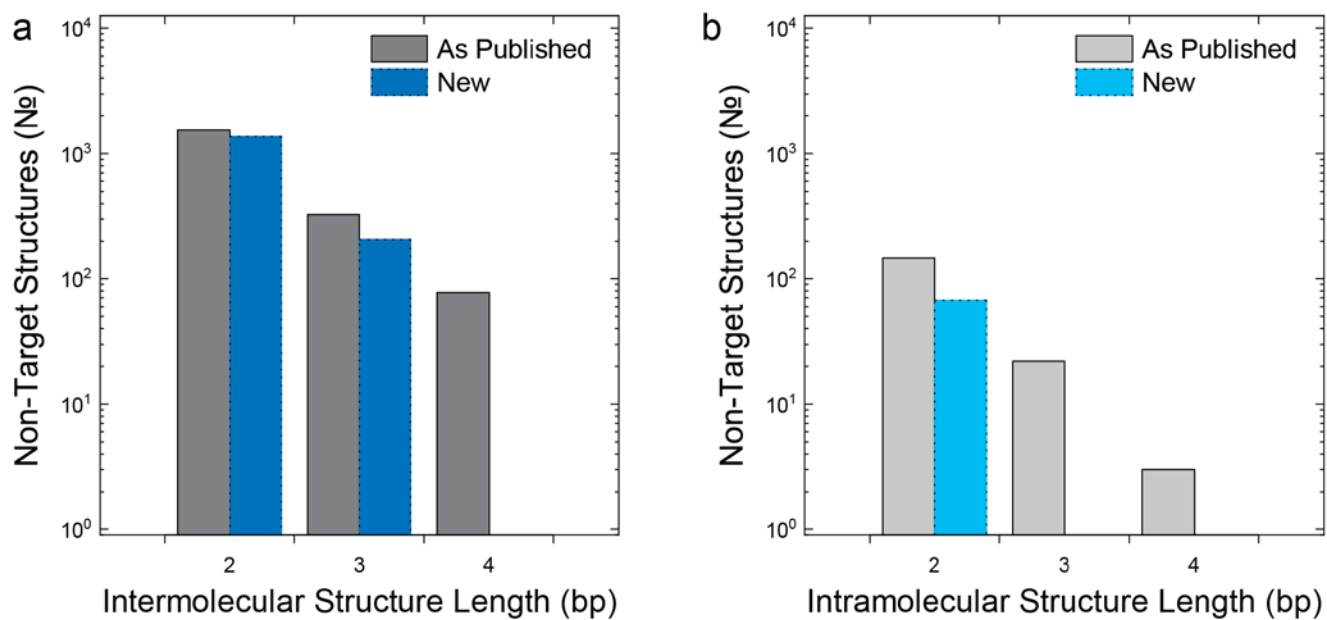 a
As Published
New
Non-Target Structures (№)
10⁴
10³
10²
10¹
10⁰
2 3 4
Intermolecular Structure Length (bp)
b
As Published
New
Non-Target Structures (№)
10⁴
10³
10²
10¹
10⁰
2 3 4
Intramolecular Structure Length (bp)